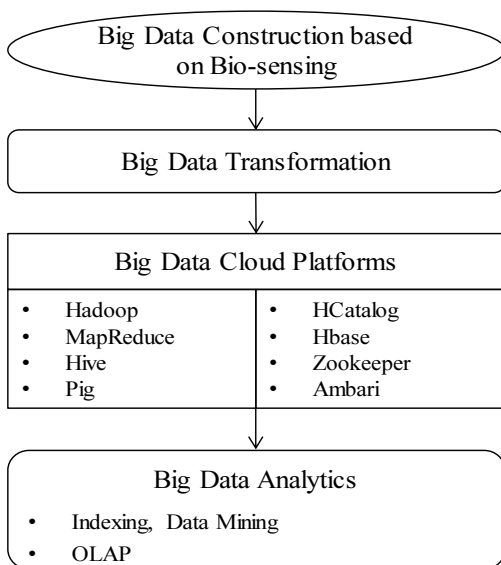 Big Data Construction based
on Bio-sensing
Big Data Transformation
Big Data Cloud Platforms
• Hadoop
• MapReduce
• Hive
• Pig
• HCatalog
• Hbase
• Zookeeper
• Ambari
Big Data Analytics
• Indexing, Data Mining
• OLAP